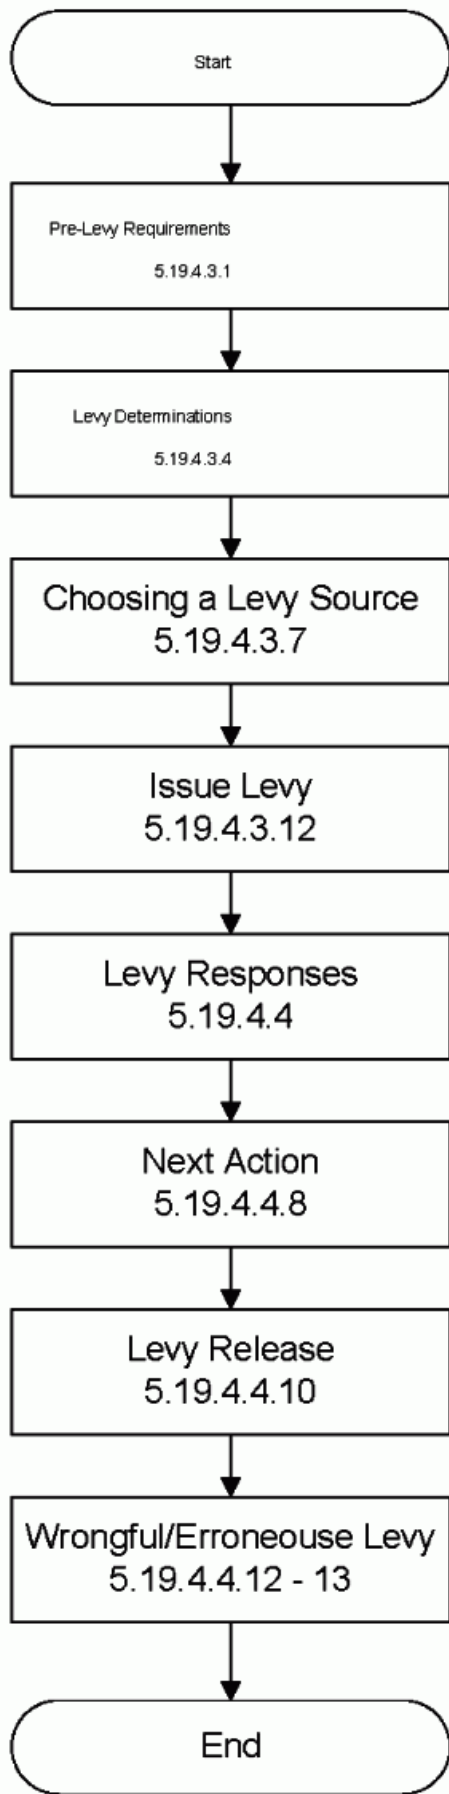 Start
Pre-Levy Requirements
5.19.4.3.1
Levy Determinations
5.19.4.3.4
Choosing a Levy Source
5.19.4.3.7
Issue Levy
5.19.4.3.12
Levy Responses
5.19.4.4
Next Action
5.19.4.4.8
Levy Release
5.19.4.4.10
Wrongful/Erroneouse Levy
5.19.4.4.12 - 13
End